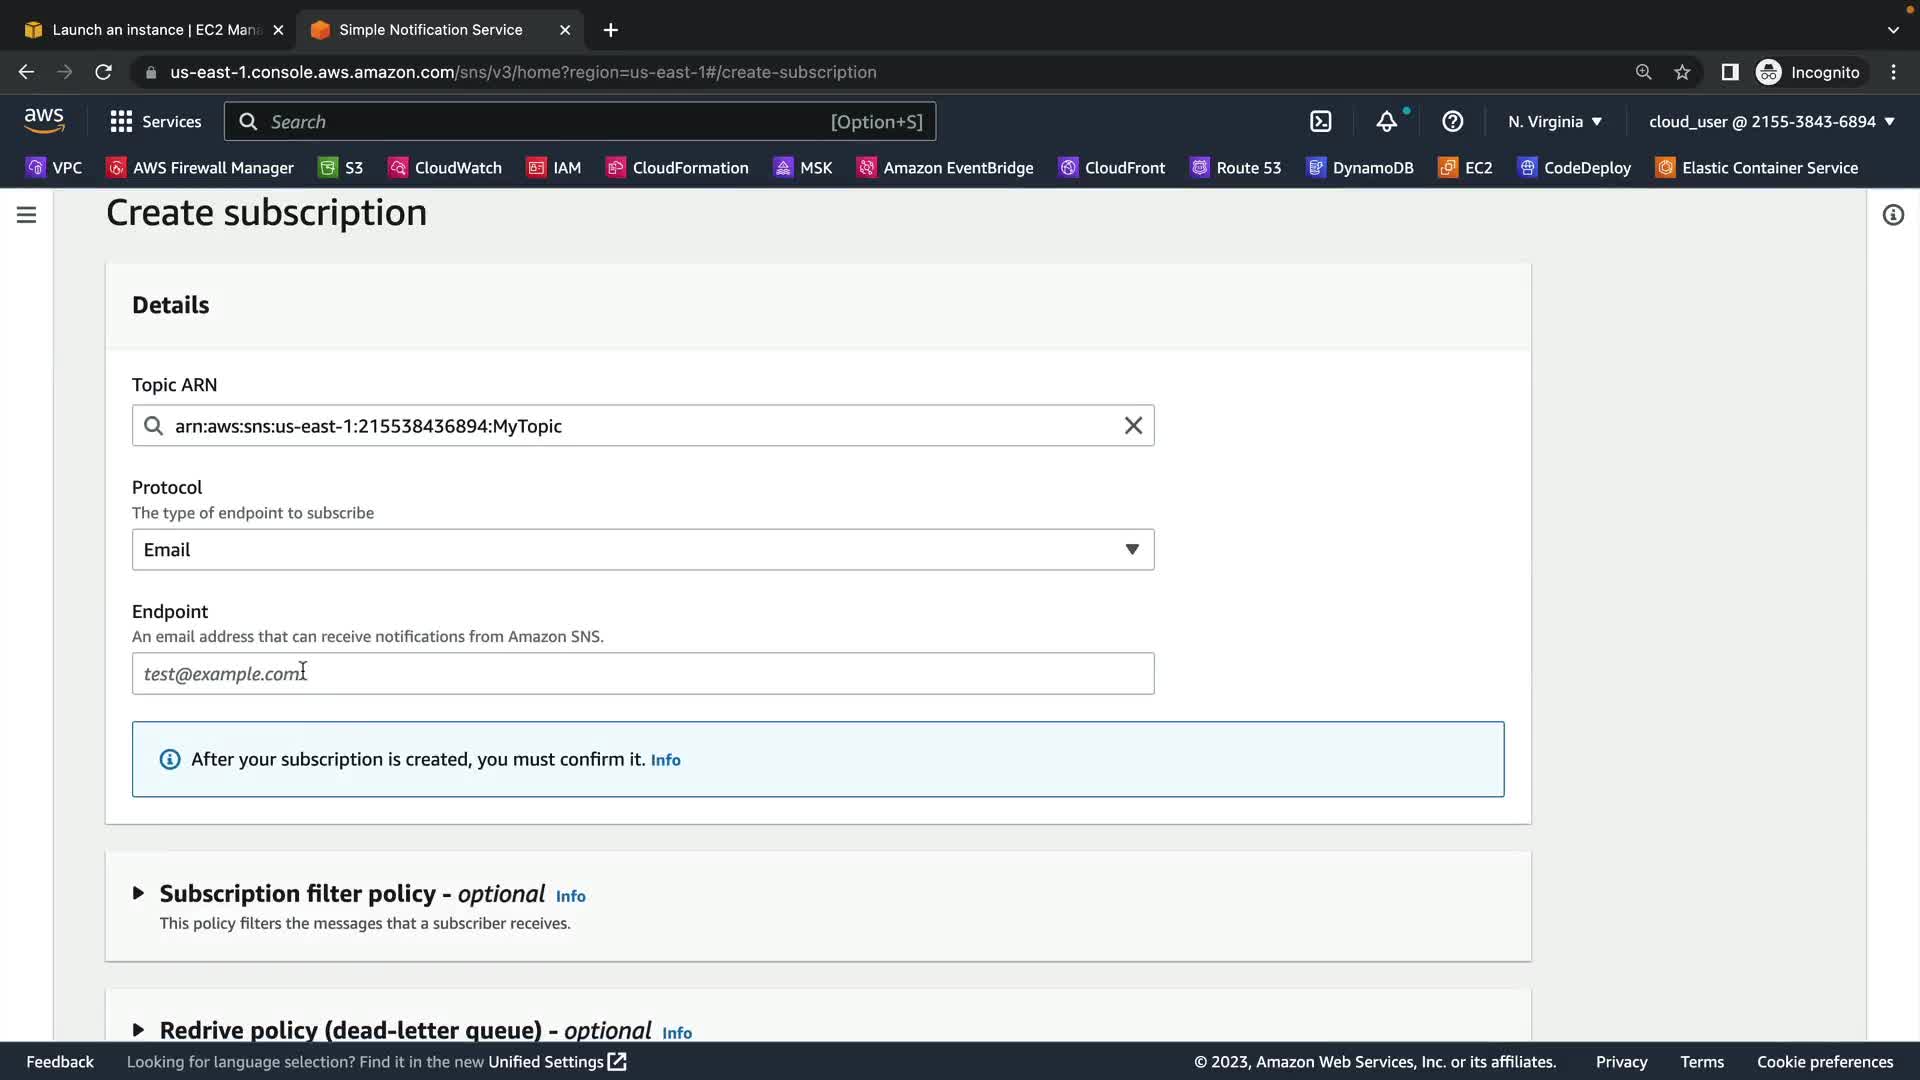 Launch an instance | EC2 Mana
Simple Notification Service
us-east-1.console.aws.amazon.com/sns/v3/home?region=us-east-1#/create-subscription
Incognito
aws
Services
Search
[Option+S]
N. Virginia
cloud_user @ 2155-3843-6894
VPC
AWS Firewall Manager
S3
CloudWatch
IAM
CloudFormation
MSK
Amazon EventBridge
CloudFront
Route 53
DynamoDB
EC2
CodeDeploy
Elastic Container Service
Create subscription
Details
Topic ARN
arn:aws:sns:us-east-1:215538436894:MyTopic
Protocol
The type of endpoint to subscribe
Email
Endpoint
An email address that can receive notifications from Amazon SNS.
test@example.com
After your subscription is created, you must confirm it. Info
Subscription filter policy - optional Info
This policy filters the messages that a subscriber receives.
Redrive policy (dead-letter queue) - optional Info
Feedback
Looking for language selection? Find it in the new Unified Settings
© 2023, Amazon Web Services, Inc. or its affiliates.
Privacy
Terms
Cookie preferences